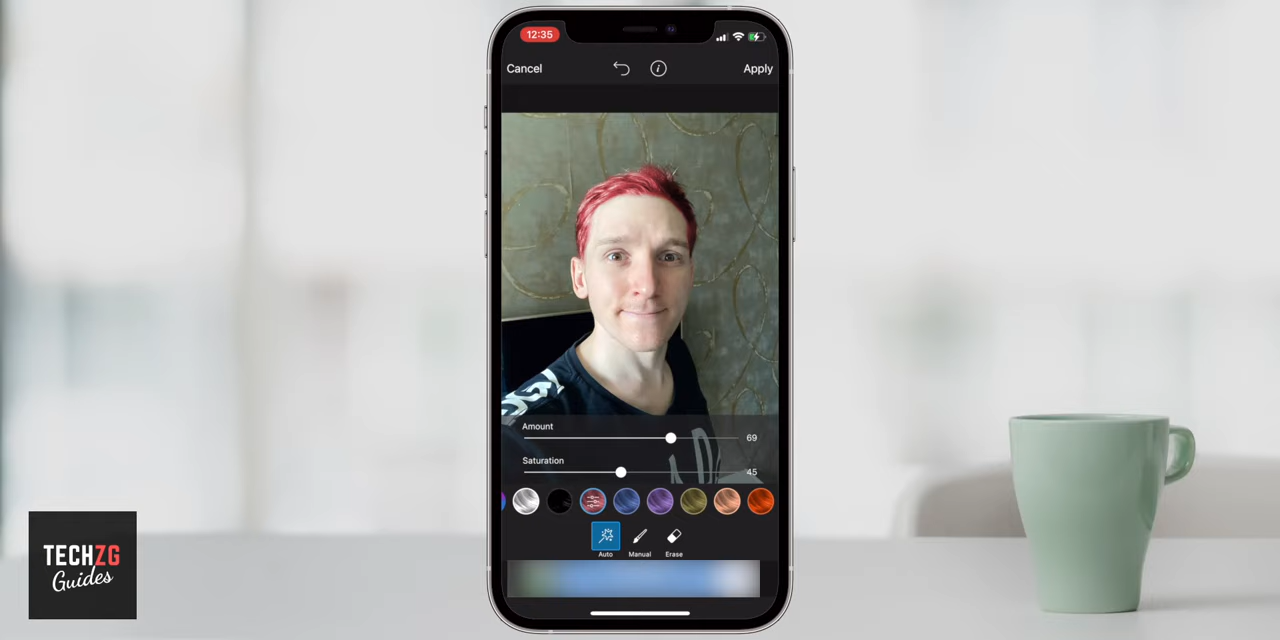 12:35
Cancel
Apply
Amount
69
Saturation
45
Auto
Manual
Erase
TECHZG
Guides